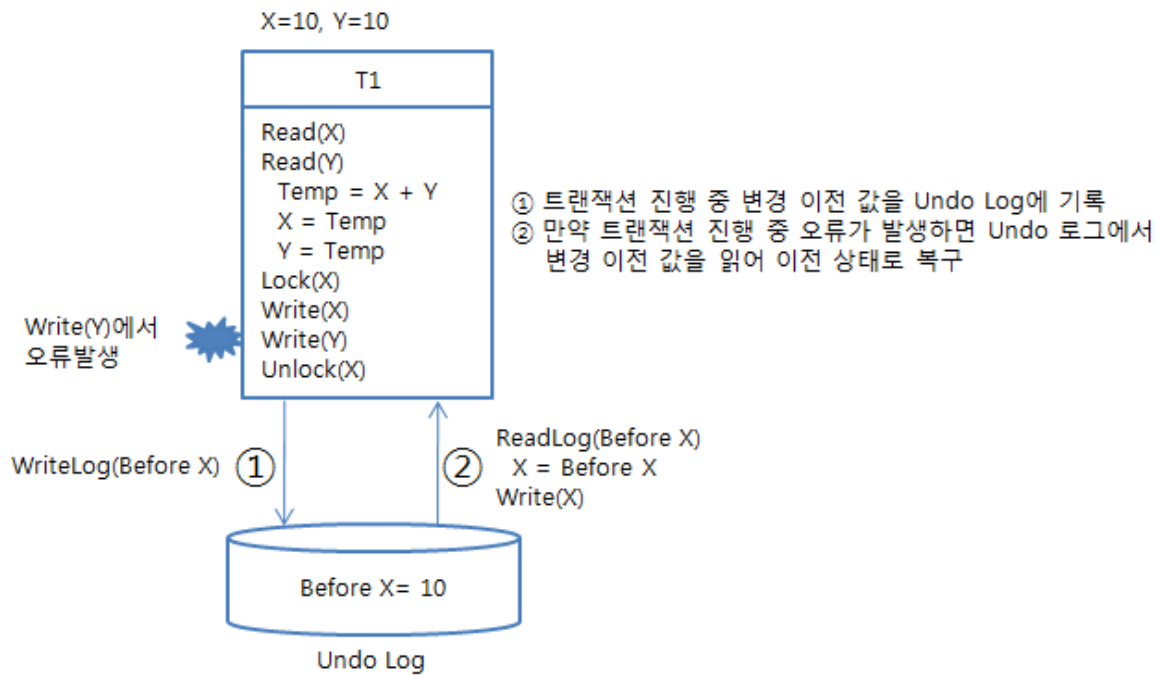 X=10, Y=10
T1
Read(X)
Read(Y)
Temp = X + Y
X = Temp
Y = Temp
Lock(X)
Write(X)
Write(Y)
Unlock(X)
① 트랜잭션 진행 중 변경 이전 값을 Undo Log에 기록
② 만약 트랜잭션 진행 중 오류가 발생하면 Undo 로그에서
변경 이전 값을 읽어 이전 상태로 복구
Write(Y)에서
오류발생
WriteLog(Before X)
①
②
ReadLog(Before X)
X = Before X
Write(X)
Before X= 10
Undo Log